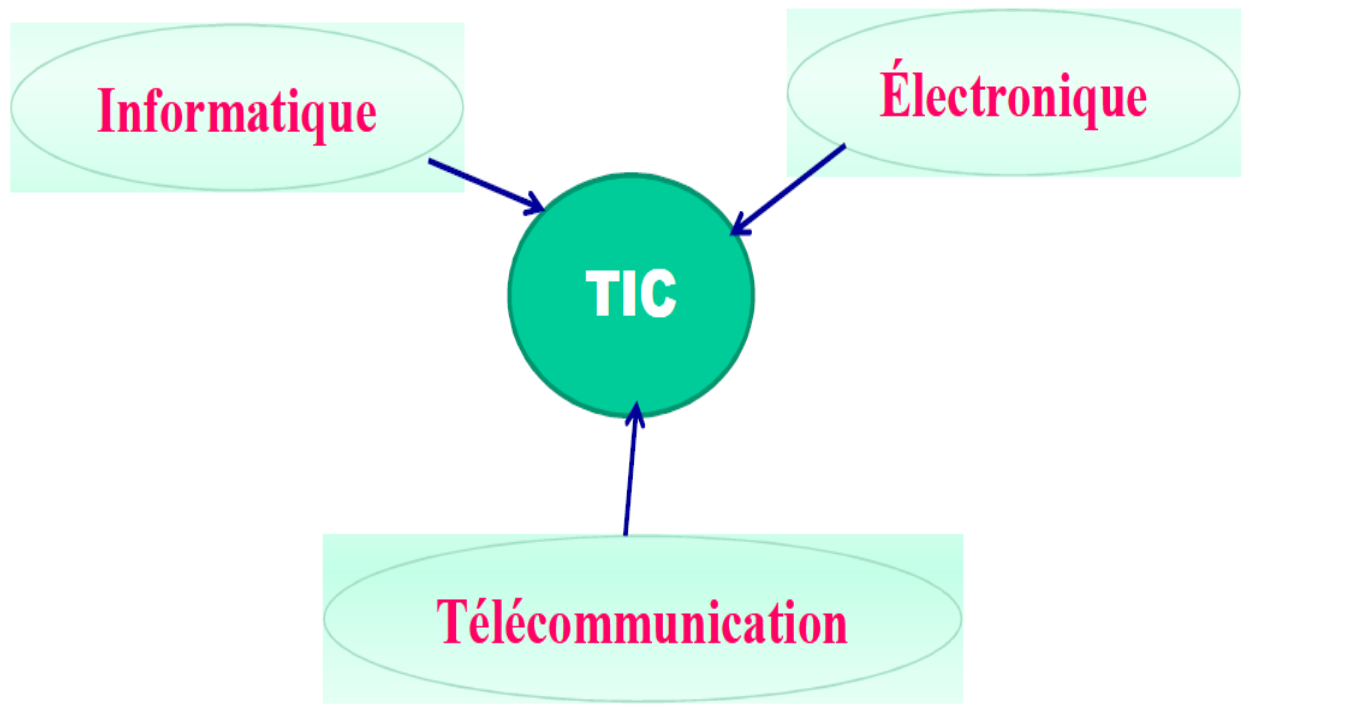 Informatique
Électronique
TIC
Télécommunication